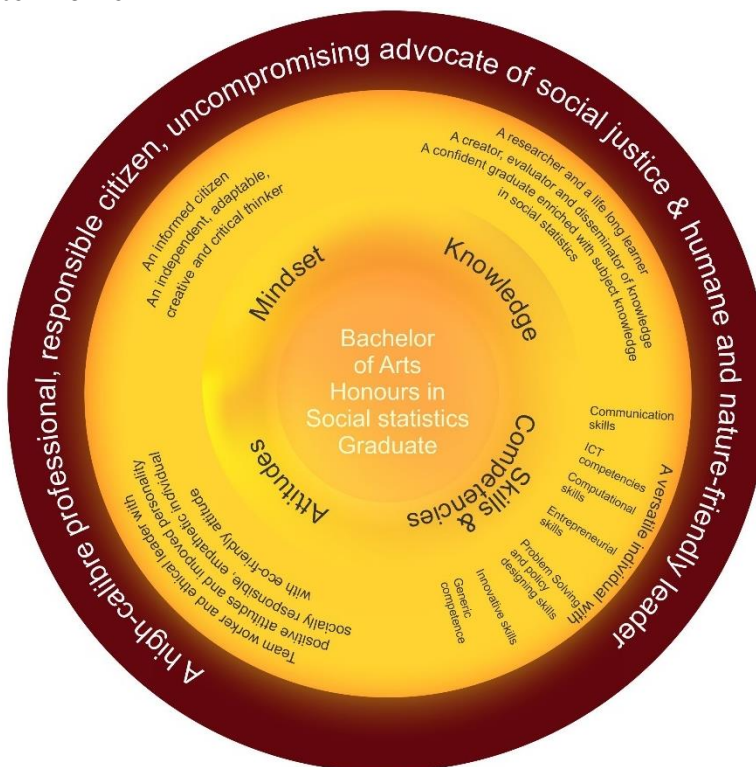 A high-calibre professional, responsible citizen, uncompromising advocate of social justice & humane and nature-friendly leader
An informed citizen
An independent, adaptable,
creative and critical thinker
Mindset
A researcher and a life long learner
A creator, evaluator and disseminator of knowledge
A confident graduate enriched with subject knowledge
in social statistics
Knowledge
Bachelor
of Arts
Honours in
Social statistics
Graduate
Attitudes
Team worker and ethical leader with
positive attitudes and imporved personality
socially responsible, empathetic individual
with eco-friendly attitude
Skills &
Competencies
A versatile individual with
Communication
skills
ICT
competencies
Computational
skills
Entrepreneurial
skills
Problem Solving
and policy
designing skills
Innovative skills
Generic
competence